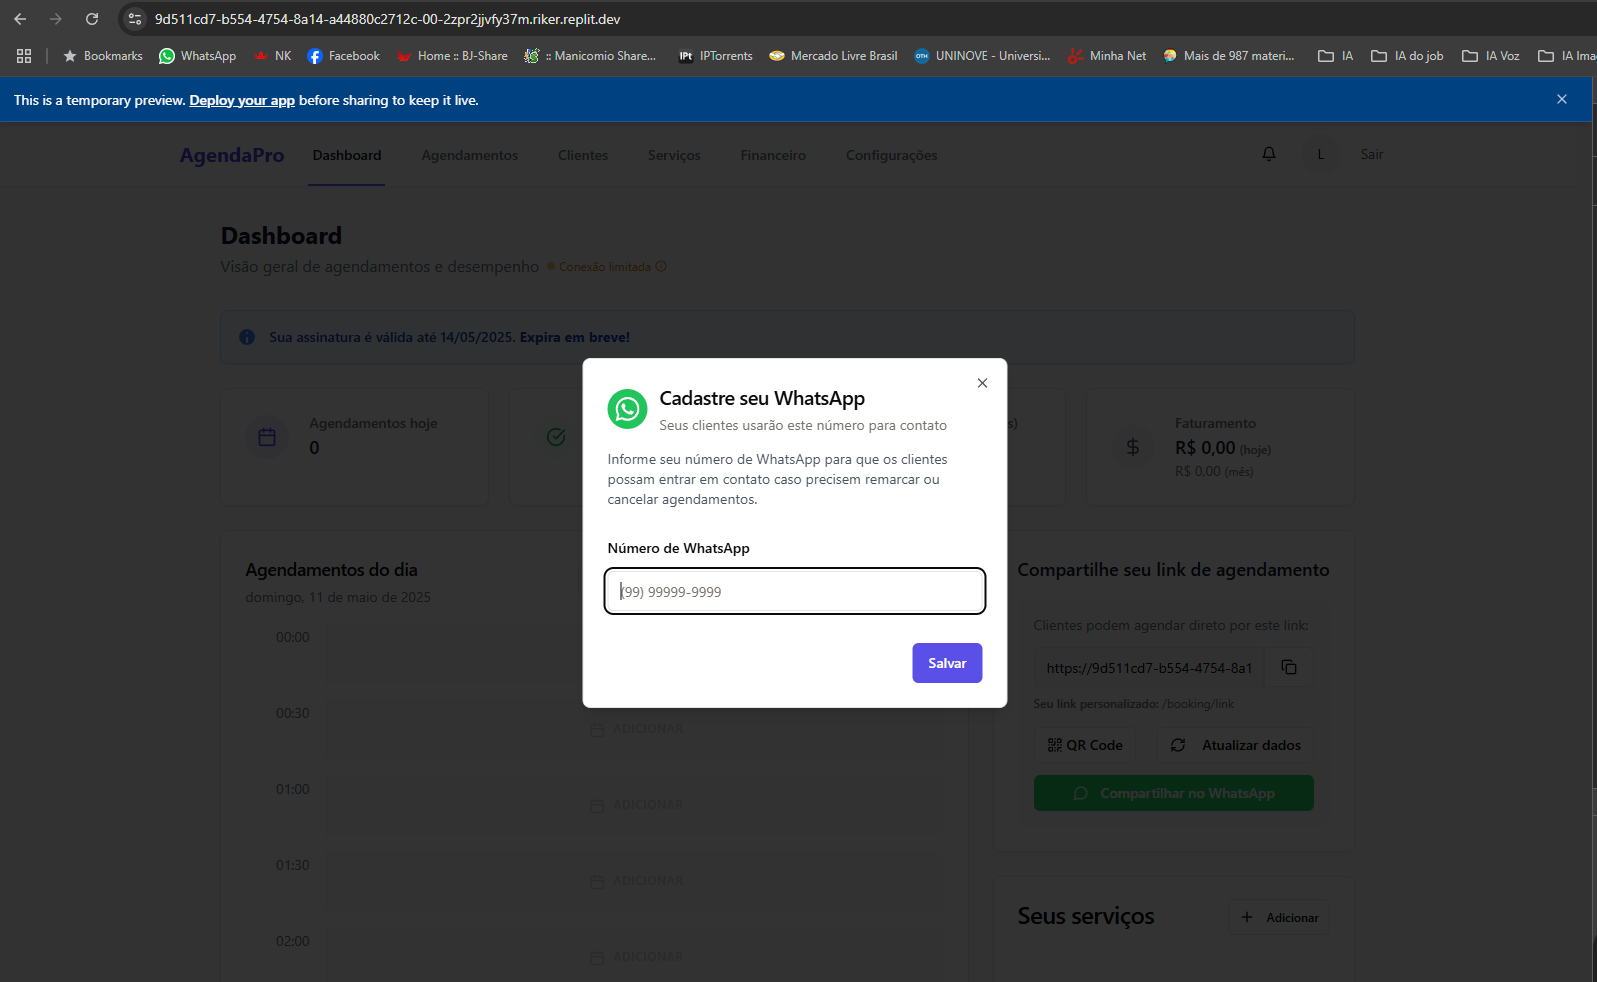 9d511cd7-b554-4754-8a14-a44880c2712c-00-2zpr2jjvfy37m.riker.replit.dev
Bookmarks WhatsApp NK Facebook Home :: BJ-Share :: Manicomio Share... IPTorrents Mercado Livre Brasil UNINOVE - Universi... Minha Net Mais de 987 materi... IA IA do job IA Voz IA Ima
This is a temporary preview. Deploy your app before sharing to keep it live.
AgendaPro Dashboard Agendamentos Clientes Serviços Financeiro Configurações L Sair
Dashboard
Visão geral de agendamentos e desempenho Conexão limitada
Sua assinatura é válida até 14/05/2025. Expira em breve!
Agendamentos hoje
0
s)
Faturamento
R$ 0,00 (hoje)
R$ 0,00 (mês)
Cadastre seu WhatsApp
Seus clientes usarão este número para contato
Informe seu número de WhatsApp para que os clientes
possam entrar em contato caso precisem remarcar ou
cancelar agendamentos.
Número de WhatsApp
(99) 99999-9999
Salvar
Agendamentos do dia
domingo, 11 de maio de 2025
00:00
00:30
ADICIONAR
01:00
ADICIONAR
01:30
ADICIONAR
02:00
ADICIONAR
Compartilhe seu link de agendamento
Clientes podem agendar direto por este link:
https://9d511cd7-b554-4754-8a1
Seu link personalizado: /booking/link
QR Code
Atualizar dados
Compartilhar no WhatsApp
Seus serviços
+ Adicionar